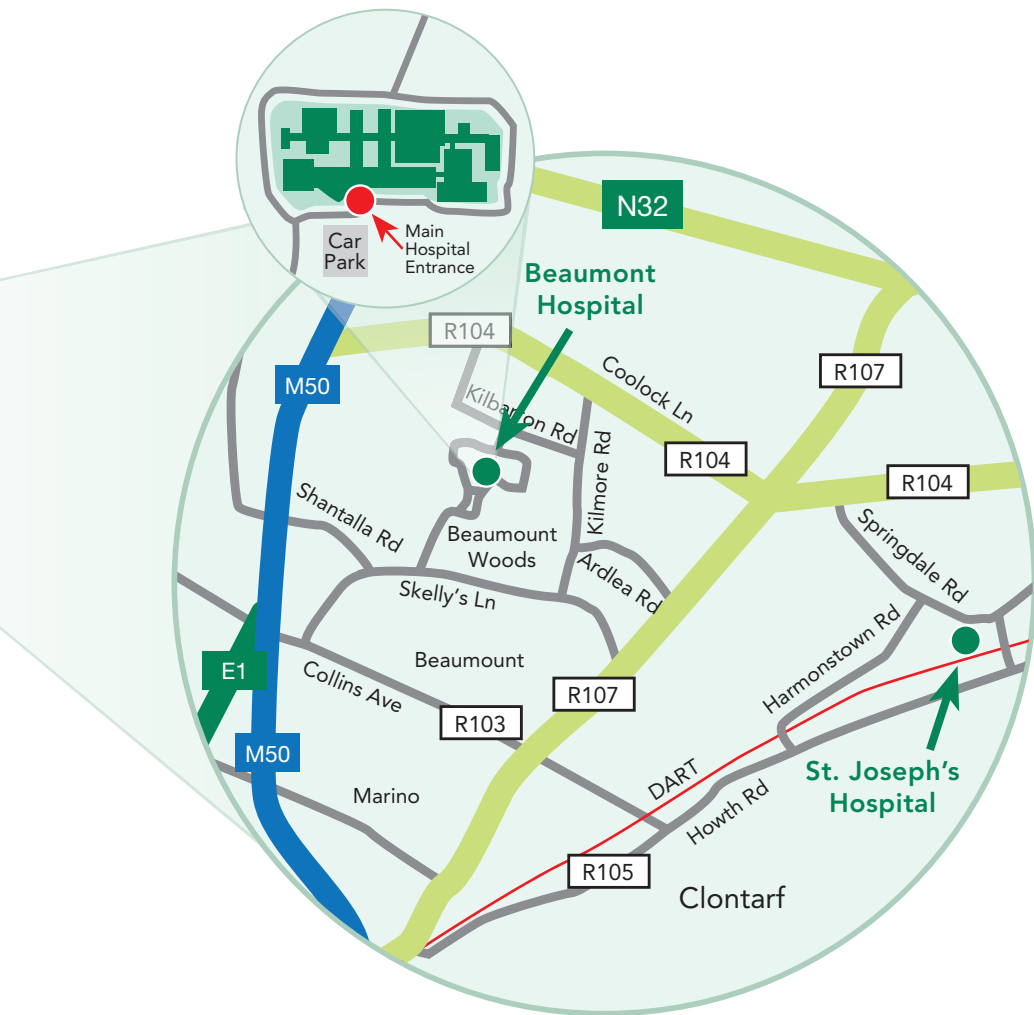 N32
Main
Hospital
Entrance
Car
Park
Beaumont
Hospital
R104
M50
R107
Coolock Ln
Kilbarron Rd
Kilmore Rd
R104
R104
Shantalla Rd
Beaumount
Woods
Springdale Rd
Ardlea Rd
Skelly's Ln
Harmonstown Rd
E1
Beaumount
Collins Ave
R107
R103
M50
DART
St. Joseph's
Hospital
Marino
Howth Rd
R105
Clontarf